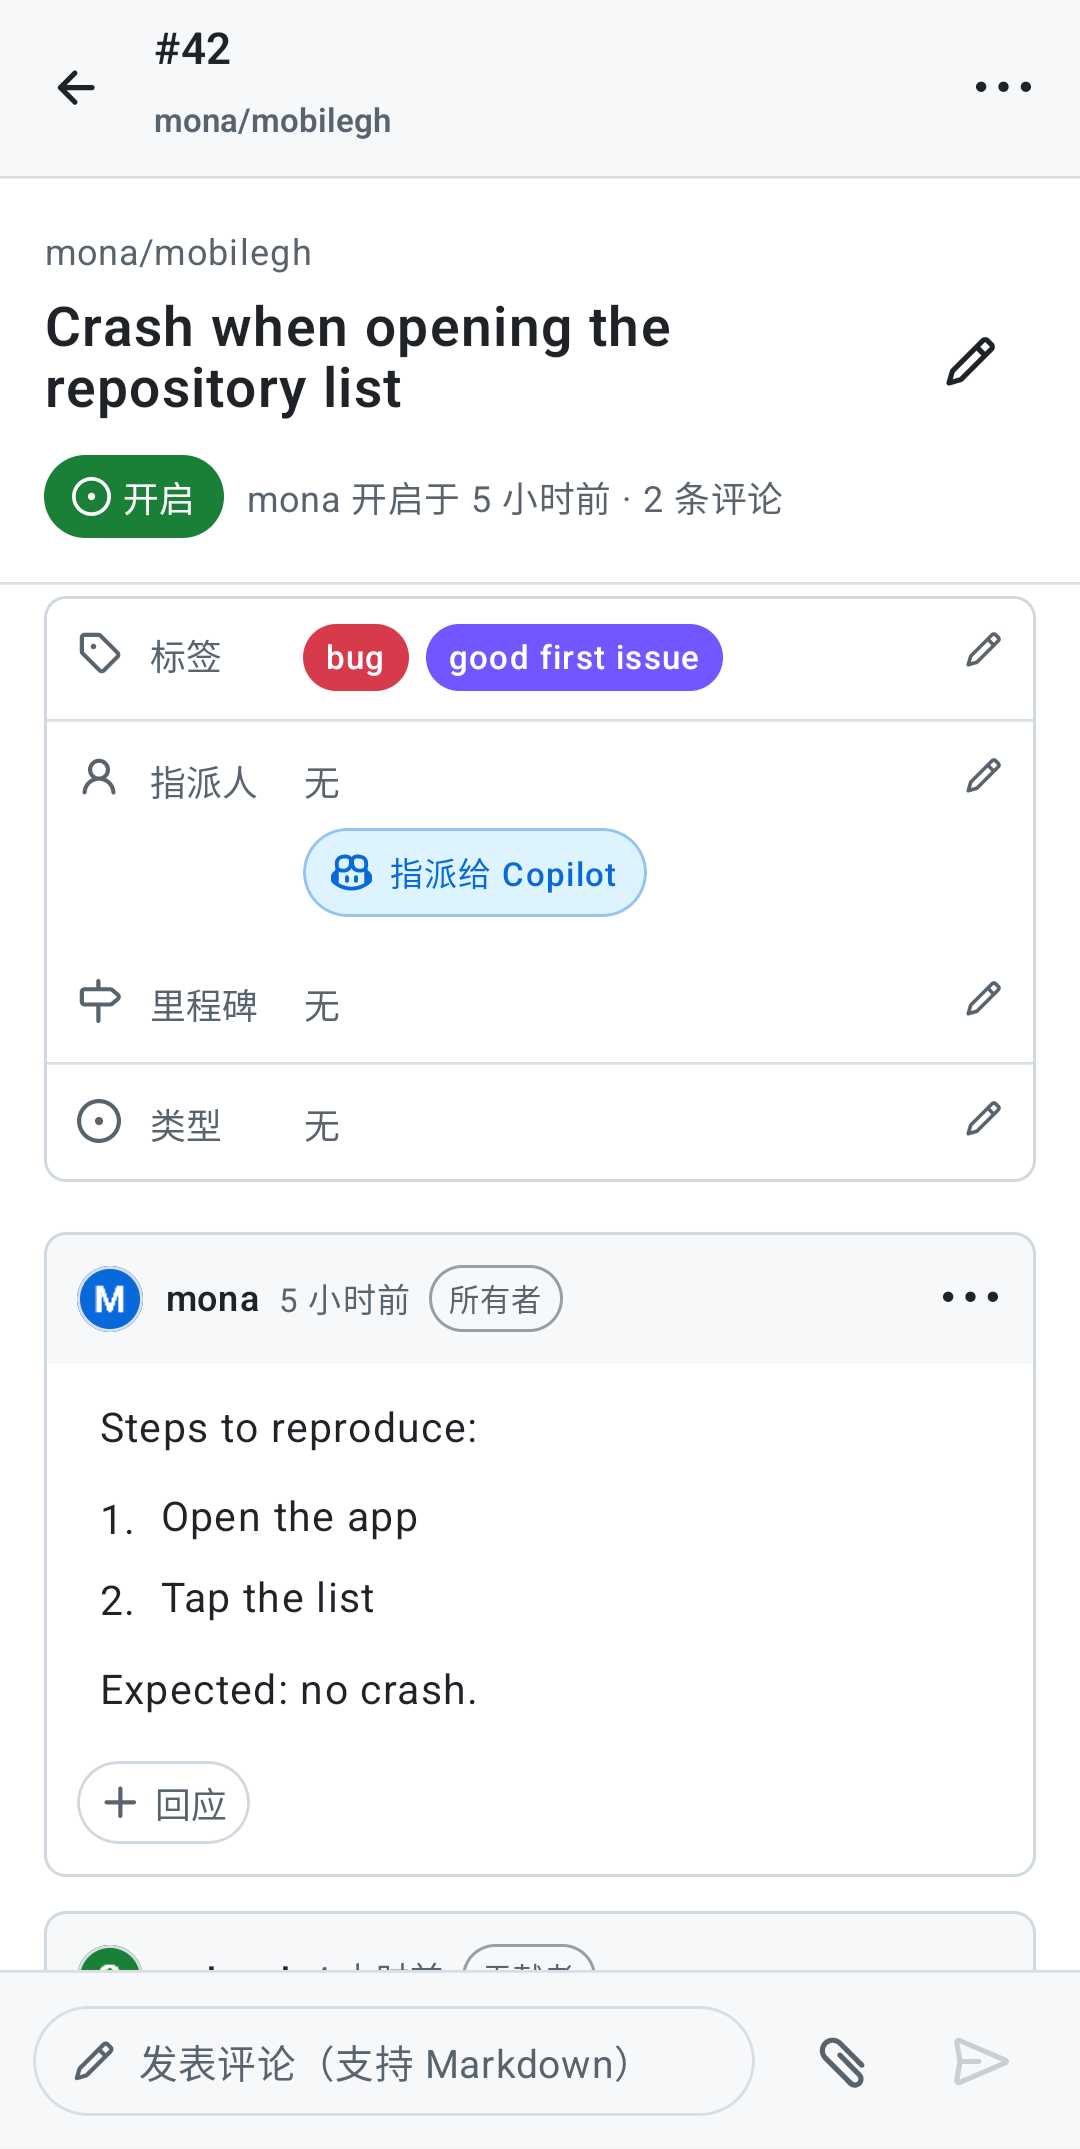 #42
mona/mobilegh
mona/mobilegh
Crash when opening the
repository list
开启
mona 开启于 5 小时前 · 2 条评论
标签 bug good first issue
指派人 无
指派给 Copilot
里程碑 无
类型 无
M mona 5 小时前 所有者
Steps to reproduce:
1. Open the app
2. Tap the list
Expected: no crash.
回应
发表评论（支持 Markdown）